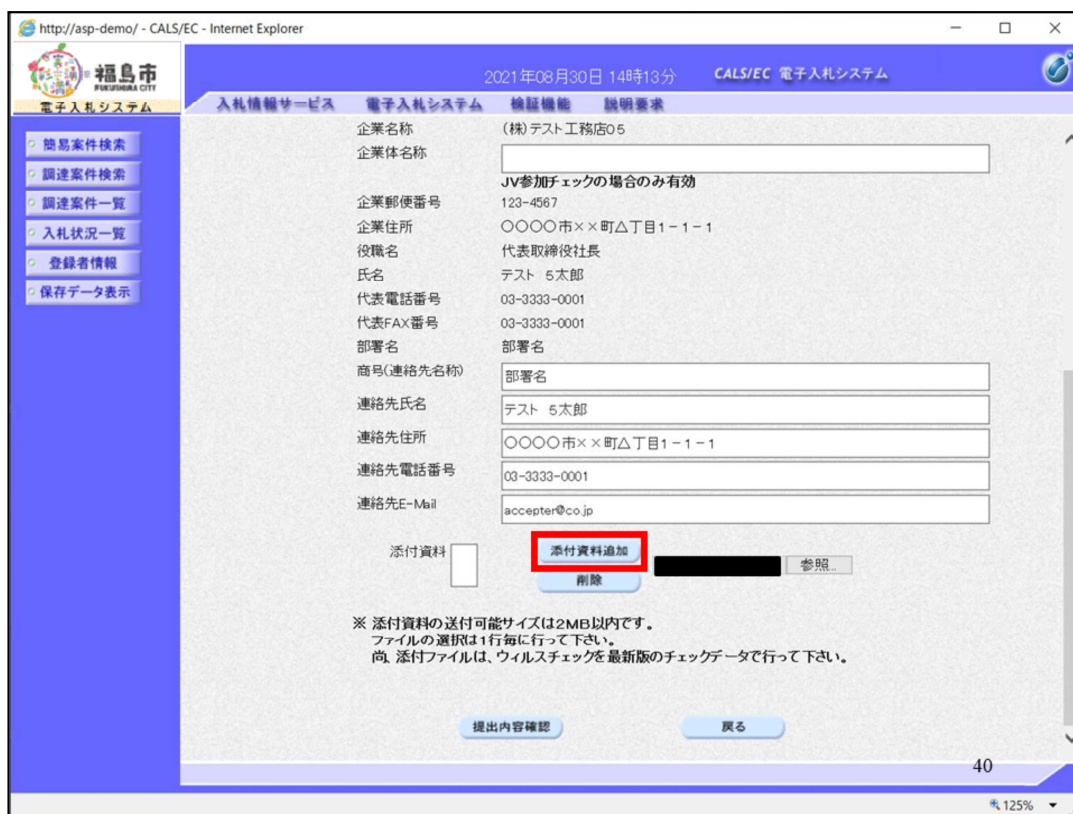 http://asp-demo/ - CALS/EC - Internet Explorer
福島市
FUKUSHIMA CITY
電子入札システム
2021年08月30日 14時13分
CALS/EC 電子入札システム
入札情報サービス 電子入札システム 検証機能 説明要求
簡易案件検索
調達案件検索
調達案件一覧
入札状況一覧
登録者情報
保存データ表示
企業名称 (株)テスト工務店05
企業体名称
JV参加チェックの場合のみ有効
企業郵便番号 123-4567
企業住所 〇〇〇〇市××町△丁目1-1-1
役職名 代表取締役社長
氏名 テスト 5太郎
代表電話番号 03-3333-0001
代表FAX番号 03-3333-0001
部署名 部署名
商号(連絡先名称) 部署名
連絡先氏名 テスト 5太郎
連絡先住所 〇〇〇〇市××町△丁目1-1-1
連絡先電話番号 03-3333-0001
連絡先E-Mail accepter@co.jp
添付資料 添付資料追加 参照...
削除
※ 添付資料の送付可能サイズは2MB以内です。
ファイルの選択は1行毎に行って下さい。
尚、添付ファイルは、ウィルスチェックを最新版のチェックデータで行って下さい。
提出内容確認 戻る
40
125%